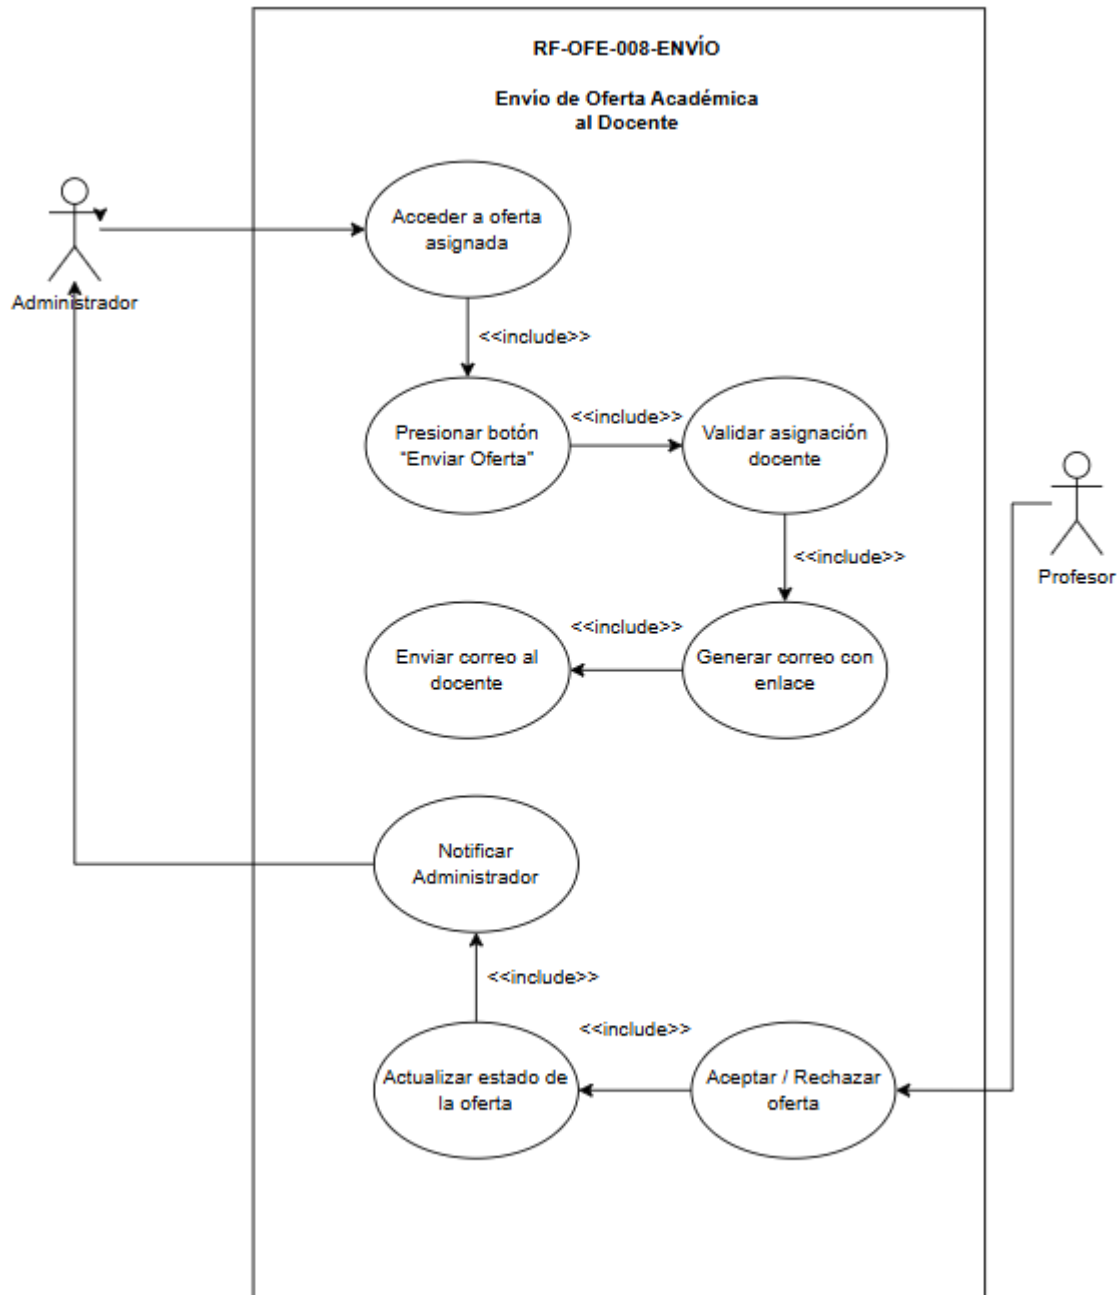 RF-OFE-008-ENVÍO
Envío de Oferta Académica
al Docente
Acceder a oferta
asignada
Administrador
<<include>>
Presionar botón
"Enviar Oferta"
<<include>>
Validar asignación
docente
<<include>>
Profesor
Enviar correo al
docente
<<include>>
Generar correo con
enlace
Notificar
Administrador
<<include>>
Actualizar estado de
la oferta
<<include>>
Aceptar / Rechazar
oferta